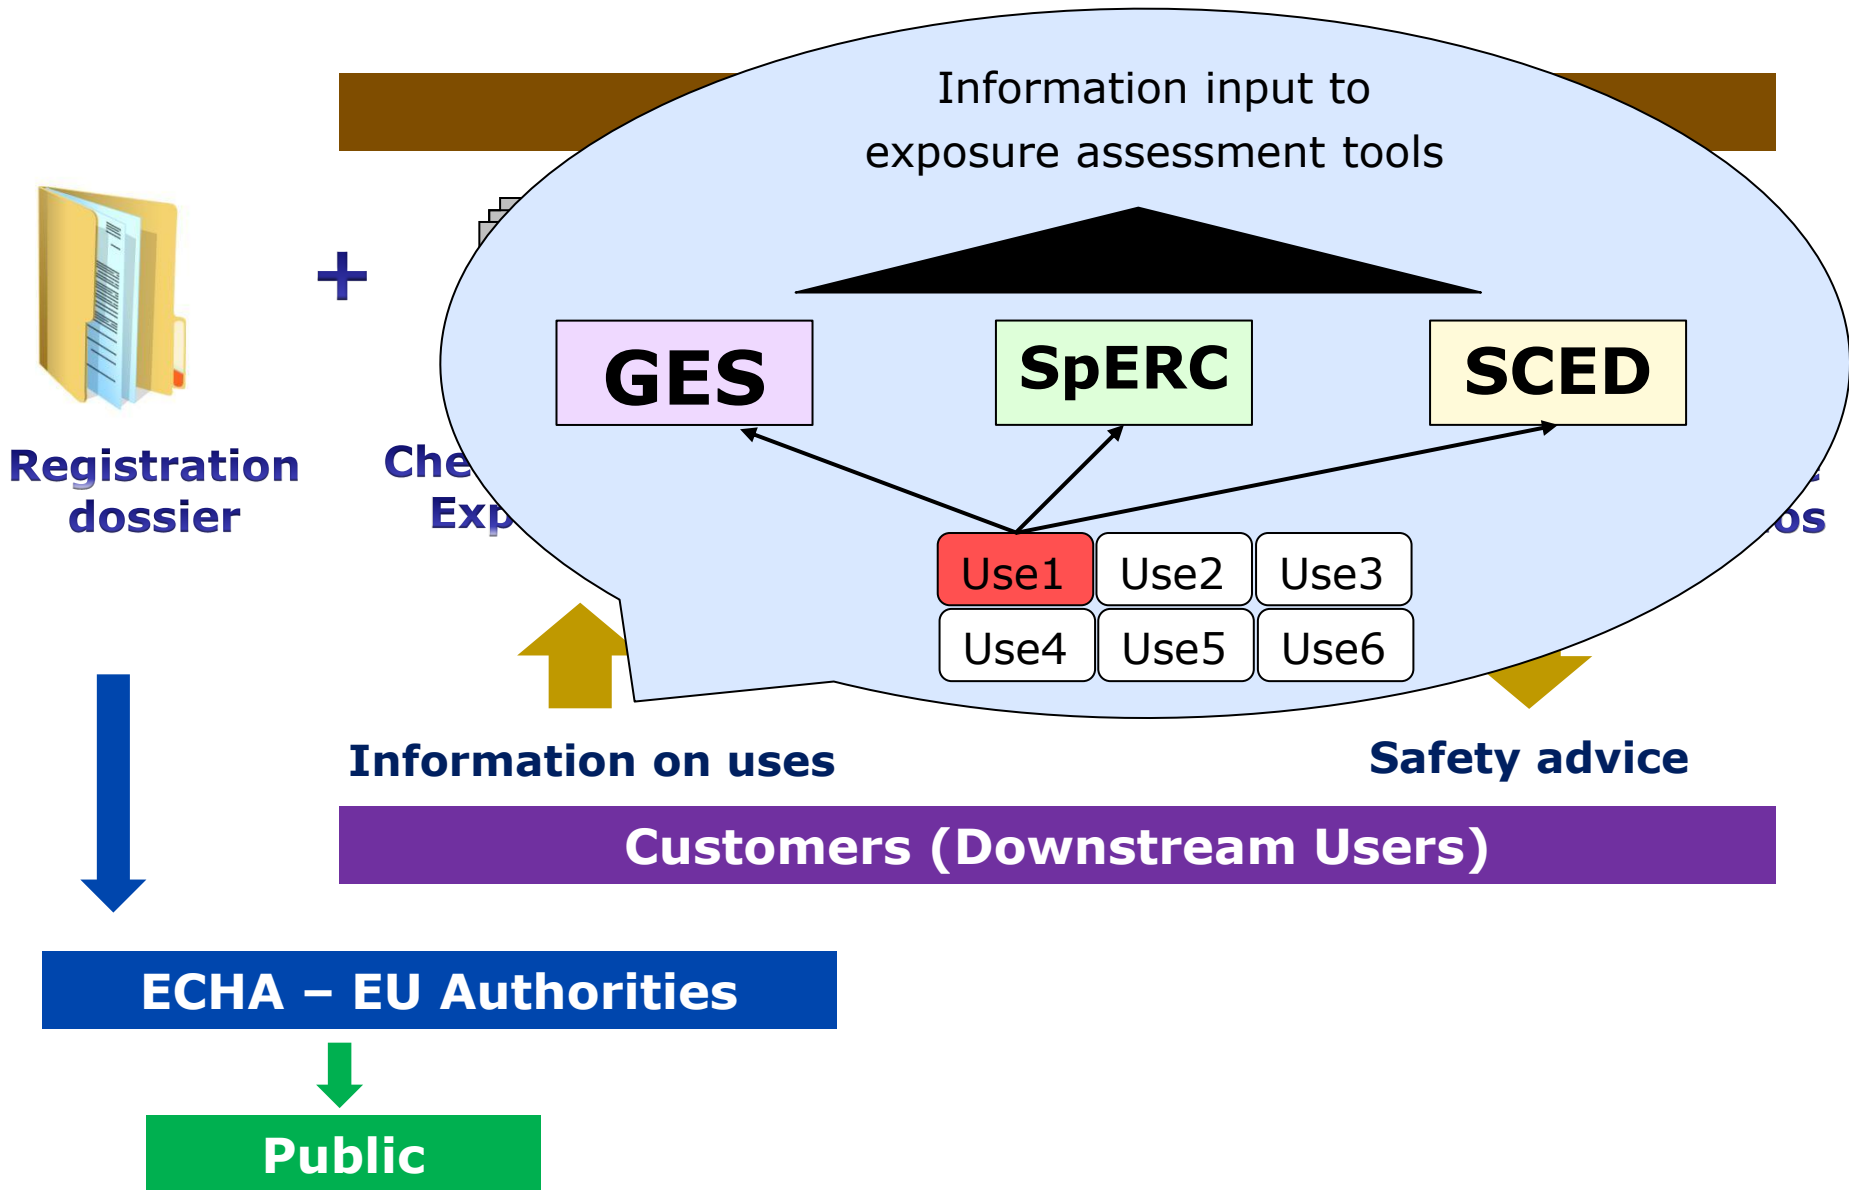 Information input to
exposure assessment tools
+
GES
SpERC
SCED
Registration
dossier
Use1
Use2
Use3
Use4
Use5
Use6
Information on uses
Safety advice
Customers (Downstream Users)
ECHA – EU Authorities
Public